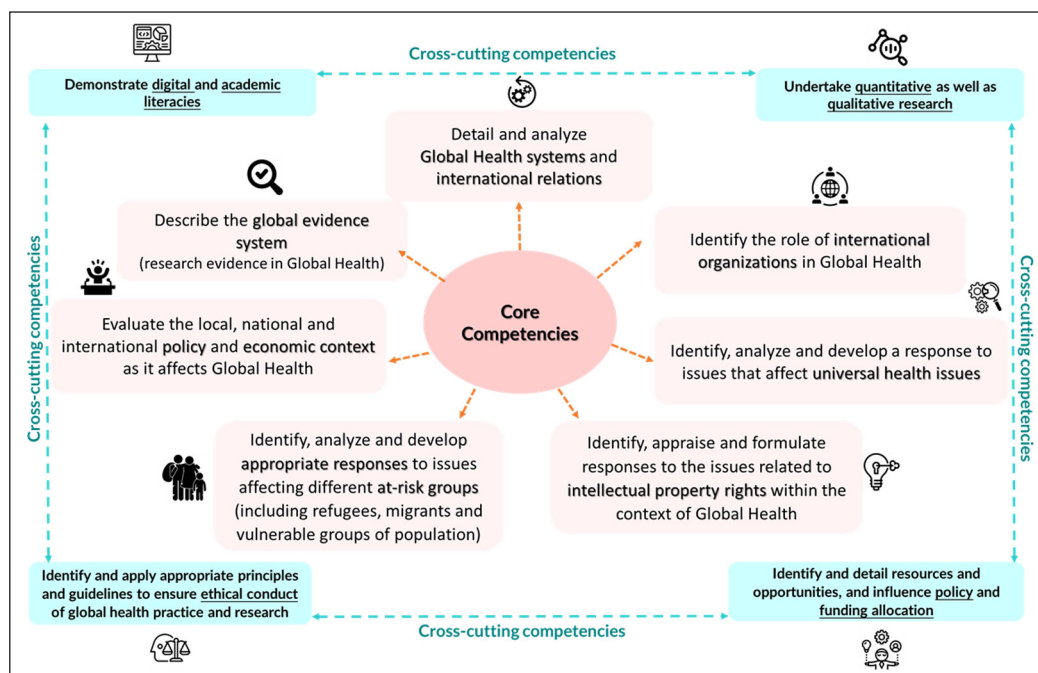 Cross-cutting competencies
Demonstrate digital and academic
literacies
Undertake quantitative as well as
qualitative research
Detail and analyze
Global Health systems and
international relations
Describe the global evidence
system
(research evidence in Global Health)
Identify the role of international
organizations in Global Health
Cross-cutting competencies
Core
Competencies
Cross-cutting competencies
Evaluate the local, national and
international policy and economic context
as it affects Global Health
Identify, analyze and develop a response to
issues that affect universal health issues
Identify, analyze and develop
appropriate responses to issues
affecting different at-risk groups
(including refugees, migrants and
vulnerable groups of population)
Identify, appraise and formulate
responses to the issues related to
intellectual property rights within the
context of Global Health
Identify and apply appropriate principles
and guidelines to ensure ethical conduct
of global health practice and research
Identify and detail resources and
opportunities, and influence policy and
funding allocation
Cross-cutting competencies